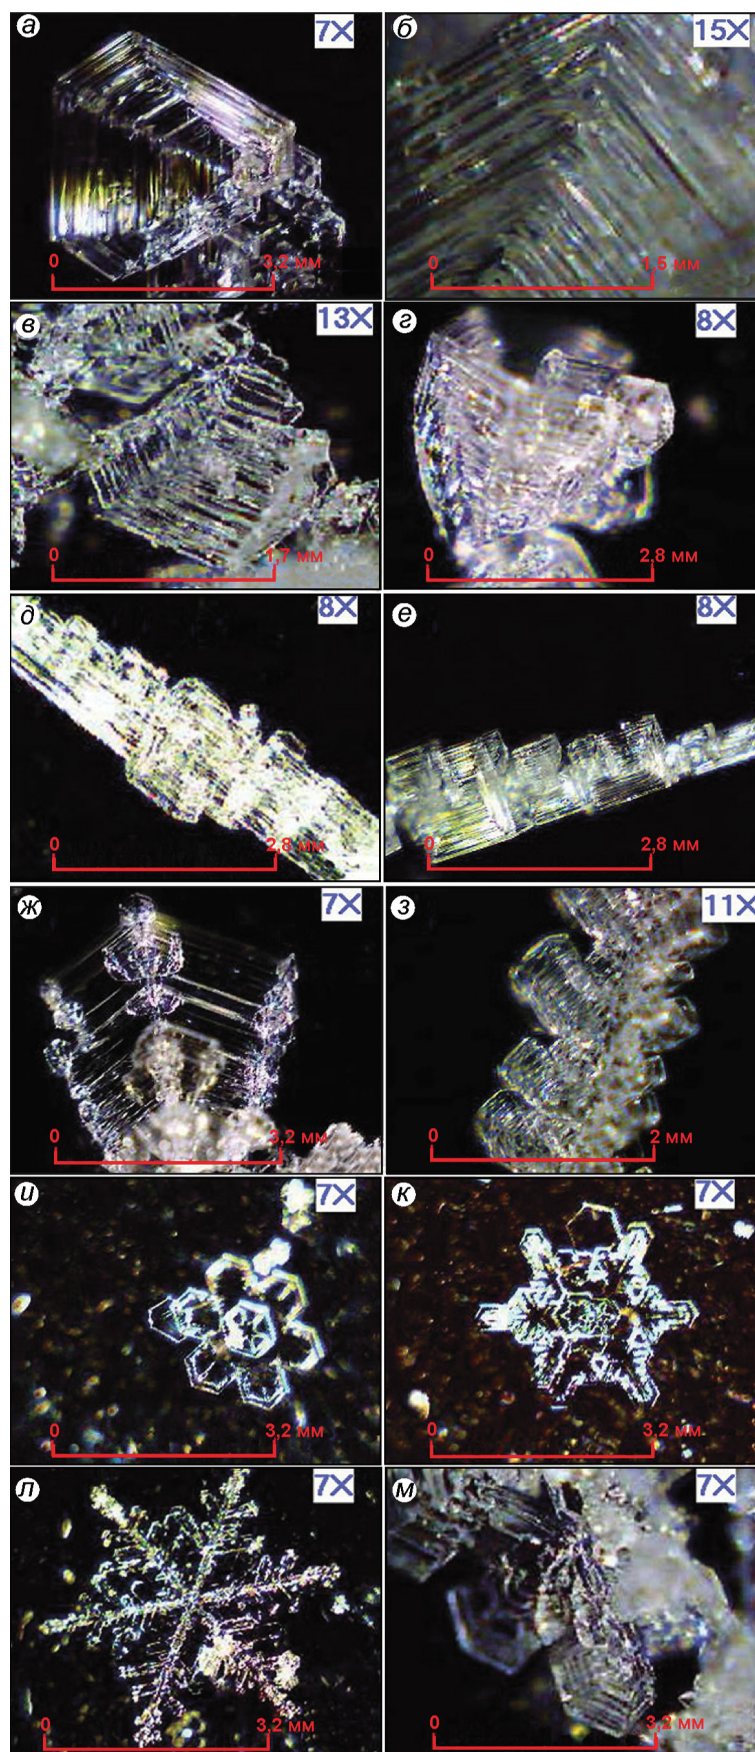 а 7X
б 15X
0 3,2 мм
0 1,5 мм
в 13X
г 8X
0 1,7 мм
0 2,8 мм
д 8X
е 8X
0 2,8 мм
0 2,8 мм
ж 7X
з 11X
0 3,2 мм
0 2 мм
и 7X
к 7X
0 3,2 мм
0 3,2 мм
л 7X
м 7X
0 3,2 мм
0 3,2 мм